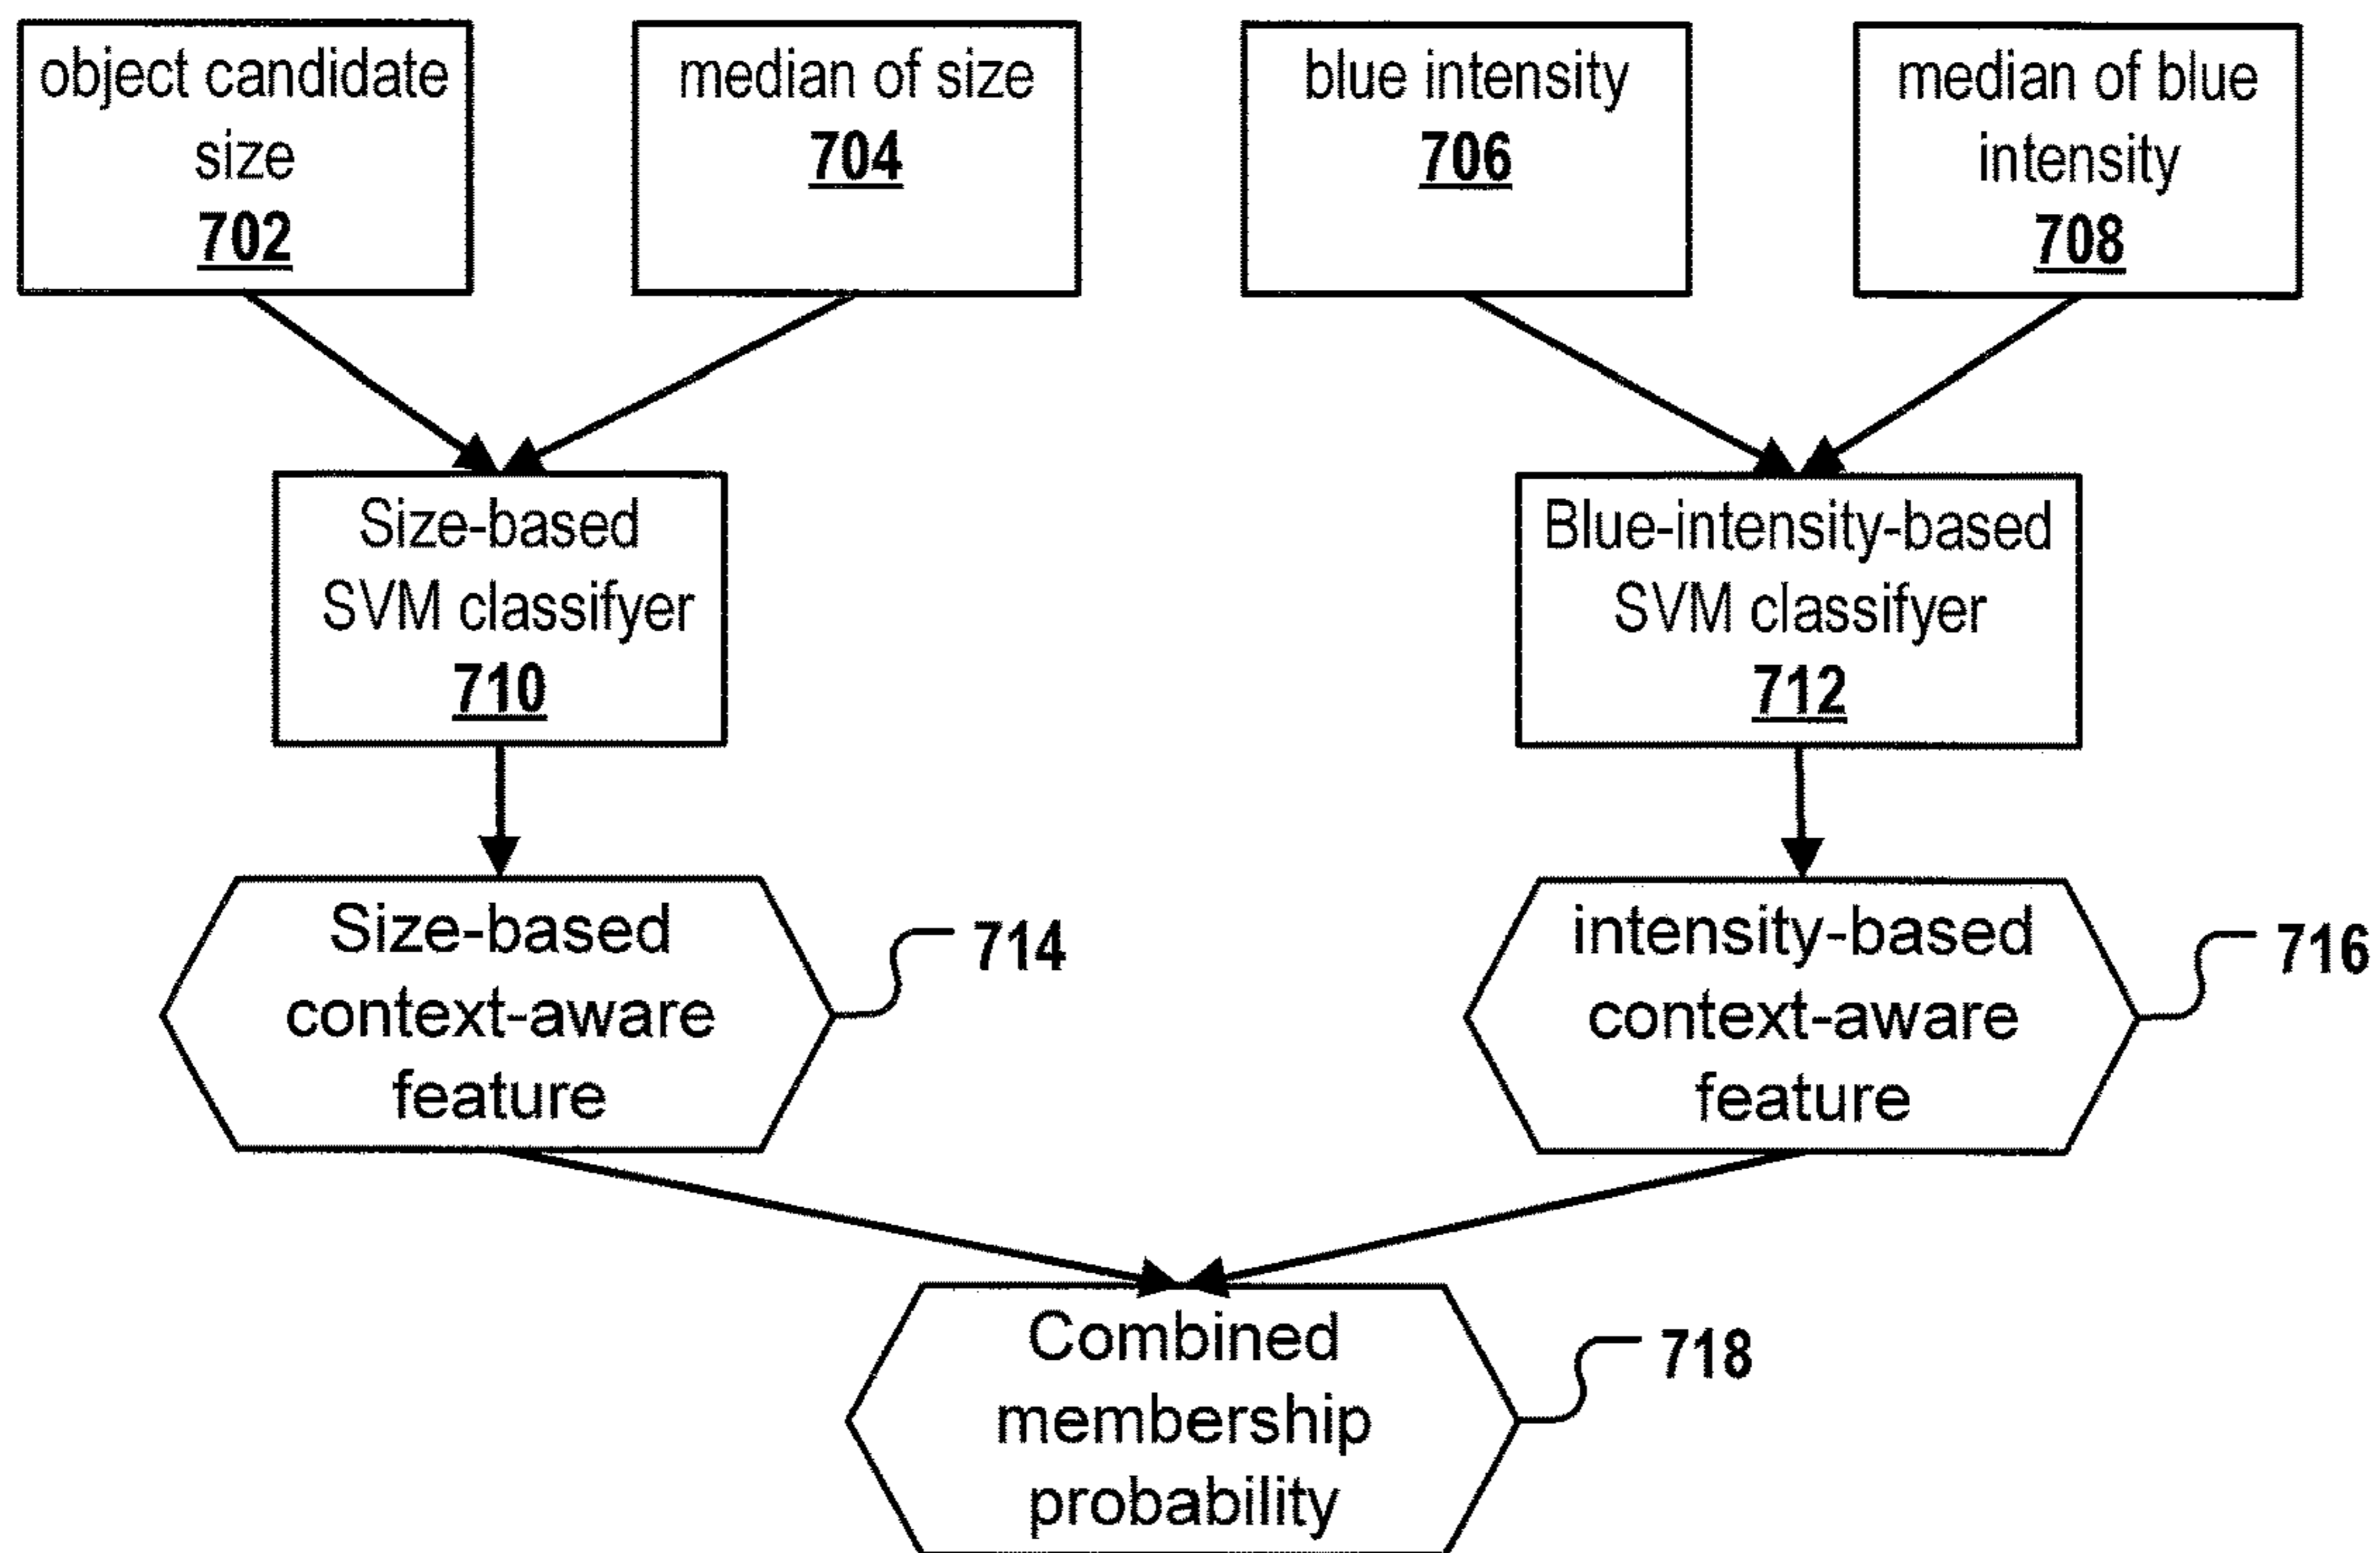 object candidate
size
702
median of size
704
blue intensity
706
median of blue
intensity
708
Size-based
SVM classifyer
710
Blue-intensity-based
SVM classifyer
712
Size-based
context-aware
feature
714
intensity-based
context-aware
feature
716
Combined
membership
probability
718